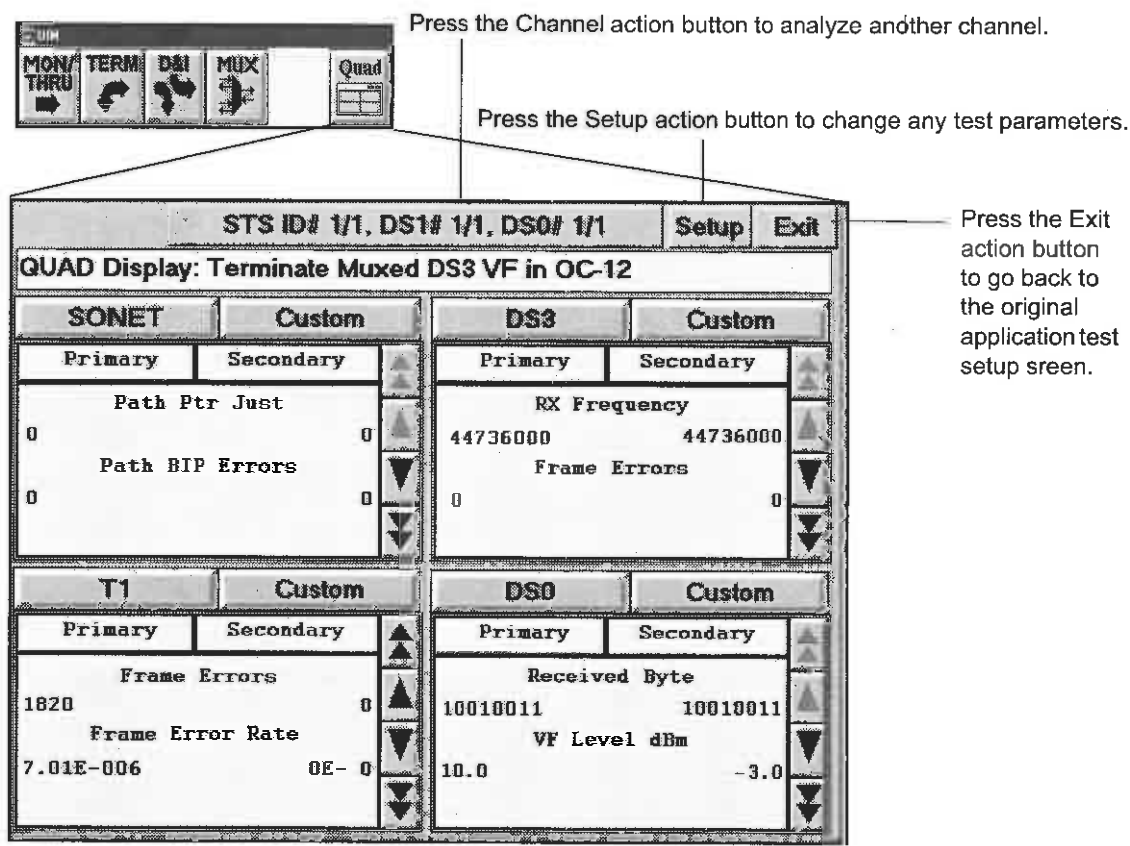 Press the Channel action button to analyze another channel.
MON/ THRU TERM D&I MUX Quad
Press the Setup action button to change any test parameters.
STS ID# 1/1, DS1# 1/1, DS0# 1/1 Setup Exit
Press the Exit
action button
to go back to
the original
application test
setup sreen.
QUAD Display: Terminate Muxed DS3 VF in OC-12
SONET Custom
Primary Secondary
Path Ptr Just
0 0
Path BIP Errors
0 0
DS3 Custom
Primary Secondary
RX Frequency
44736000 44736000
Frame Errors
0 0
T1 Custom
Primary Secondary
Frame Errors
1820 0
Frame Error Rate
7.01E-006 0E- 0
DS0 Custom
Primary Secondary
Received Byte
10010011 10010011
VF Level dBm
10.0 -3.0